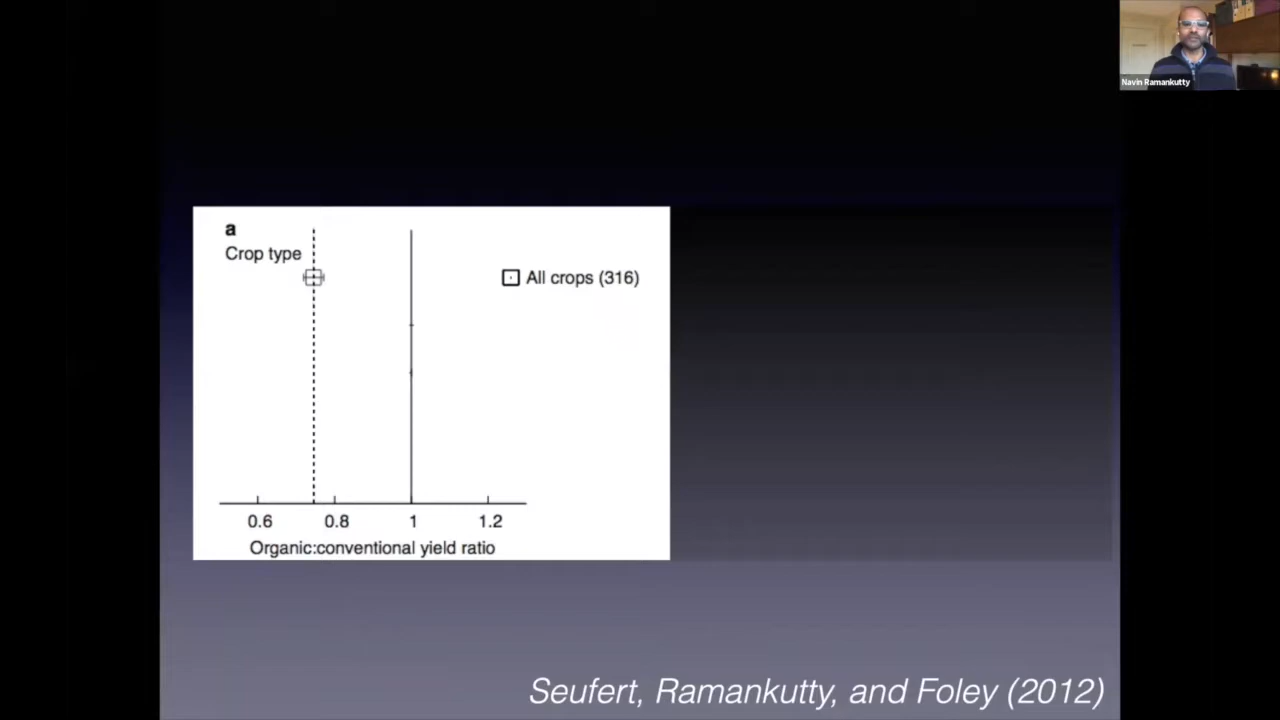 Navin Ramankutty
a
Crop type
All crops (316)
0.6 0.8 1 1.2
Organic:conventional yield ratio
Seufert, Ramankutty, and Foley (2012)